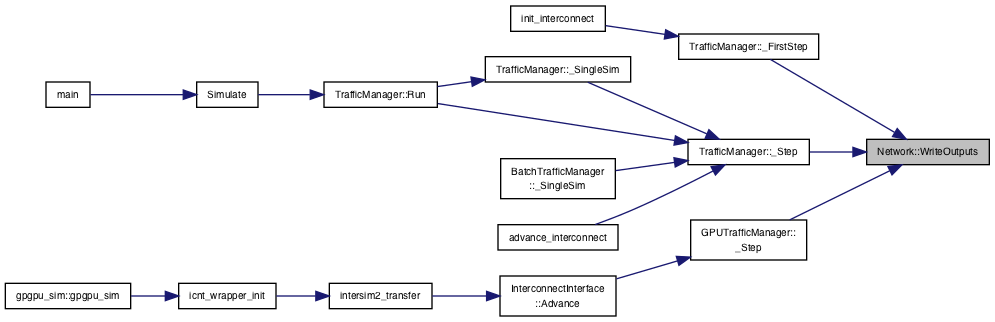 init_interconnect
TrafficManager::_FirstStep
TrafficManager::_SingleSim
main
Simulate
TrafficManager::Run
TrafficManager::_Step
Network::WriteOutputs
BatchTrafficManager
::_SingleSim
advance_interconnect
GPUTrafficManager::
_Step
gpgpu_sim::gpgpu_sim
icnt_wrapper_init
intersim2_transfer
InterconnectInterface
::Advance